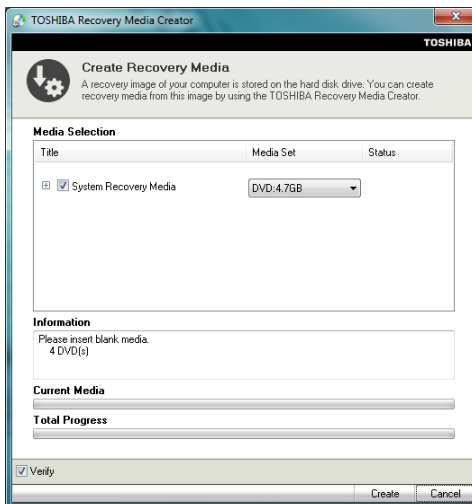 TOSHIBA Recovery Media Creator
TOSHIBA
Create Recovery Media
A recovery image of your computer is stored on the hard disk drive. You can create
recovery media from this image by using the TOSHIBA Recovery Media Creator.
Media Selection
Title Media Set Status
System Recovery Media DVD:4.7GB
Information
Please insert blank media.
4 DVD(s)
Current Media
Total Progress
Verify
Create Cancel